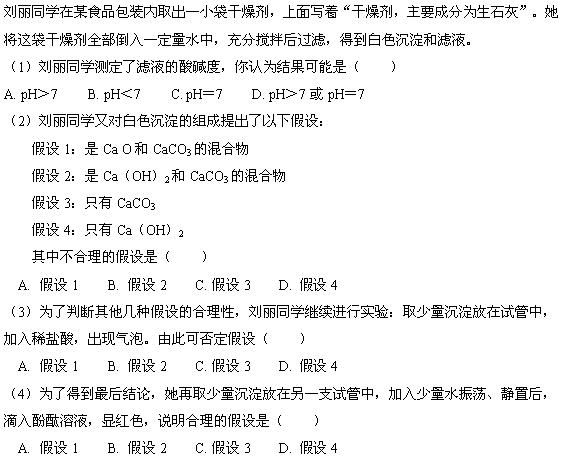 刘丽同学在某食品包装内取出一小袋干燥剂，上面写着“干燥剂，主要成分为生石灰”。她
将这袋干燥剂全部倒入一定量水中，充分搅拌后过滤，得到白色沉淀和滤液。
（1）刘丽同学测定了滤液的酸碱度，你认为结果可能是（　　）
A. pH＞7　　B. pH＜7　　C. pH＝7　　D. pH＞7 或 pH＝7
（2）刘丽同学又对白色沉淀的组成提出了以下假设：
假设 1：是 Ca O 和 CaCO₃ 的混合物
假设 2：是 Ca（OH）₂ 和 CaCO₃ 的混合物
假设 3：只有 CaCO₃
假设 4：只有 Ca（OH）₂
其中不合理的假设是（　　）
A. 假设 1　　B. 假设 2　　C. 假设 3　　D. 假设 4
（3）为了判断其他几种假设的合理性，刘丽同学继续进行实验：取少量沉淀放在试管中，
加入稀盐酸，出现气泡。由此可否定假设（　　）
A. 假设 1　　B. 假设 2　　C. 假设 3　　D. 假设 4
（4）为了得到最后结论，她再取少量沉淀放在另一支试管中，加入少量水振荡、静置后，
滴入酚酞溶液，显红色，说明合理的假设是（　　）
A. 假设 1　　B. 假设 2　　C. 假设 3　　D. 假设 4